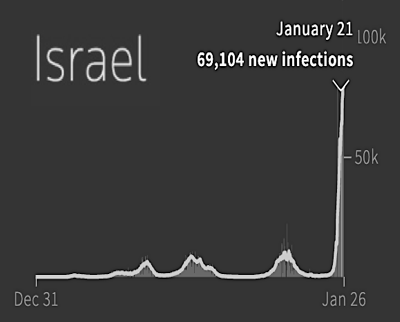 Israel
January 21
69,104 new infections
100k
50k
Dec 31
Jan 26